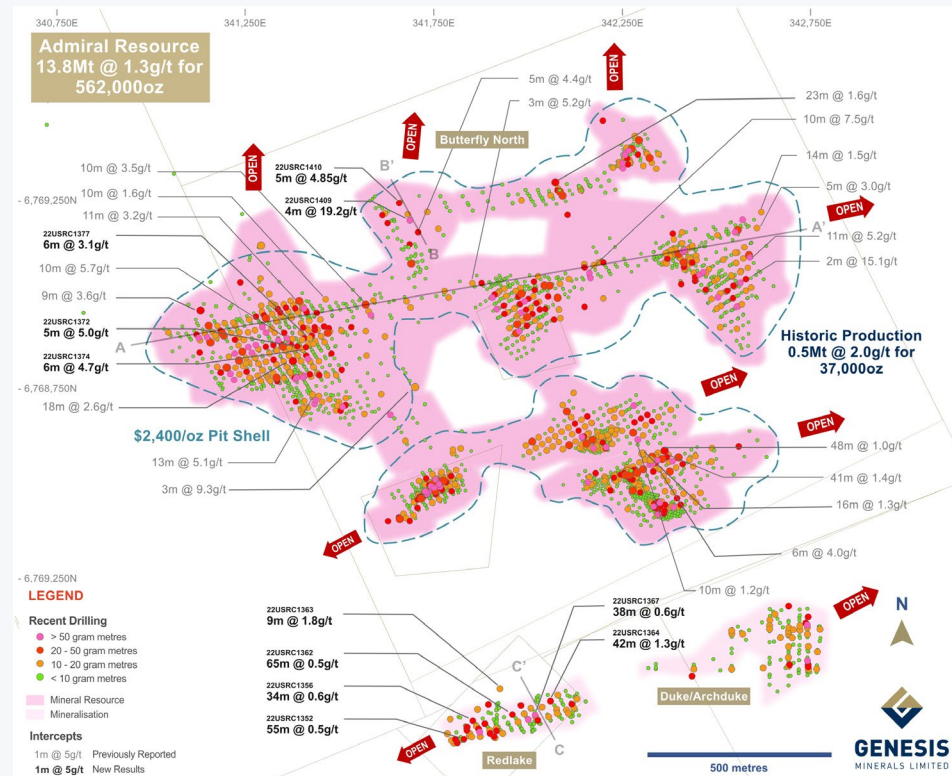 340,750E
341,250E
341,750E
342,250E
342,750E
Admiral Resource
13.8Mt @ 1.3g/t for
562,000oz
OPEN
OPEN
OPEN
5m @ 4.4g/t
3m @ 5.2g/t
Butterfly North
23m @ 1.6g/t
10m @ 7.5g/t
14m @ 1.5g/t
5m @ 3.0g/t
OPEN
A'
11m @ 5.2g/t
2m @ 15.1g/t
10m @ 3.5g/t
22USRC1410
5m @ 4.85g/t
B'
10m @ 1.6g/t
22USRC1409
4m @ 19.2g/t
- 6,769.250N
11m @ 3.2g/t
22USRC1377
6m @ 3.1g/t
B
10m @ 5.7g/t
9m @ 3.6g/t
22USRC1372
5m @ 5.0g/t
A
22USRC1374
6m @ 4.7g/t
- 6,768,750N
18m @ 2.6g/t
Historic Production
0.5Mt @ 2.0g/t for
37,000oz
OPEN
OPEN
$2,400/oz Pit Shell
13m @ 5.1g/t
3m @ 9.3g/t
48m @ 1.0g/t
41m @ 1.4g/t
16m @ 1.3g/t
OPEN
6m @ 4.0g/t
10m @ 1.2g/t
- 6,769.250N
LEGEND
Recent Drilling
> 50 gram metres
20 - 50 gram metres
10 - 20 gram metres
< 10 gram metres
Mineral Resource
Mineralisation
Intercepts
1m @ 5g/t Previously Reported
1m @ 5g/t New Results
22USRC1363
9m @ 1.8g/t
22USRC1362
65m @ 0.5g/t
22USRC1356
34m @ 0.6g/t
22USRC1352
55m @ 0.5g/t
22USRC1367
38m @ 0.6g/t
22USRC1364
42m @ 1.3g/t
C'
C
OPEN
Redlake
OPEN
Duke/Archduke
N
500 metres
GENESIS
MINERALS LIMITED